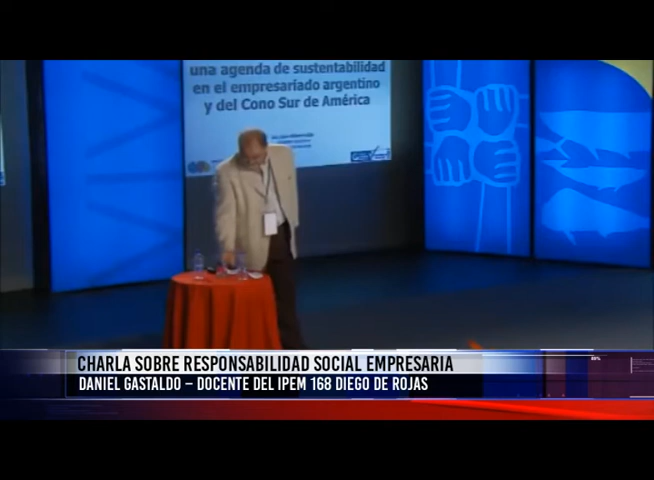 una agenda de sustentabilidad
en el empresariado argentino
y del Cono Sur de América
CHARLA SOBRE RESPONSABILIDAD SOCIAL EMPRESARIA
DANIEL GASTALDO – DOCENTE DEL IPEM 168 DIEGO DE ROJAS